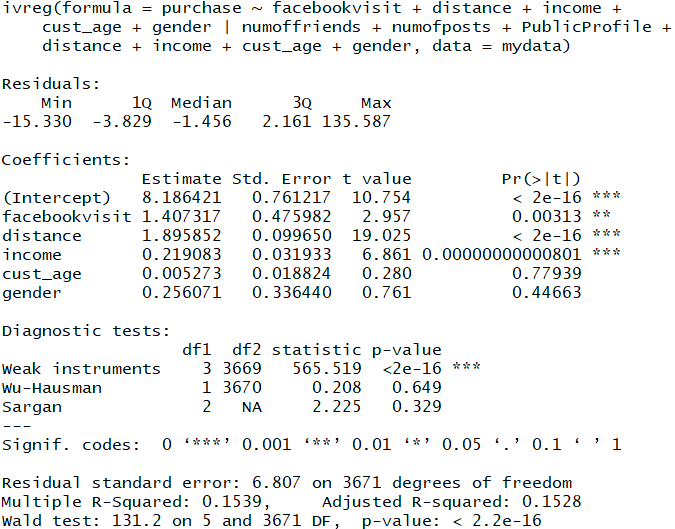 ivreg(formula = purchase ~ facebookvisit + distance + income +
    cust_age + gender | numoffriends + numofposts + PublicProfile +
    distance + income + cust_age + gender, data = mydata)

Residuals:
    Min      1Q  Median      3Q     Max
-15.330  -3.829  -1.456   2.161 135.587

Coefficients:
              Estimate Std. Error t value         Pr(>|t|)
(Intercept)   8.186421   0.761217  10.754          < 2e-16 ***
facebookvisit 1.407317   0.475982   2.957          0.00313 **
distance      1.895852   0.099650  19.025          < 2e-16 ***
income        0.219083   0.031933   6.861 0.00000000000801 ***
cust_age      0.005273   0.018824   0.280          0.77939
gender        0.256071   0.336440   0.761          0.44663

Diagnostic tests:
                  df1  df2 statistic p-value
Weak instruments    3 3669   565.519  <2e-16 ***
Wu-Hausman          1 3670     0.208   0.649
Sargan              2   NA     2.225   0.329
---
Signif. codes:  0 ‘***’ 0.001 ‘**’ 0.01 ‘*’ 0.05 ‘.’ 0.1 ‘ ’ 1

Residual standard error: 6.807 on 3671 degrees of freedom
Multiple R-Squared: 0.1539,     Adjusted R-squared: 0.1528
Wald test: 131.2 on 5 and 3671 DF,  p-value: < 2.2e-16